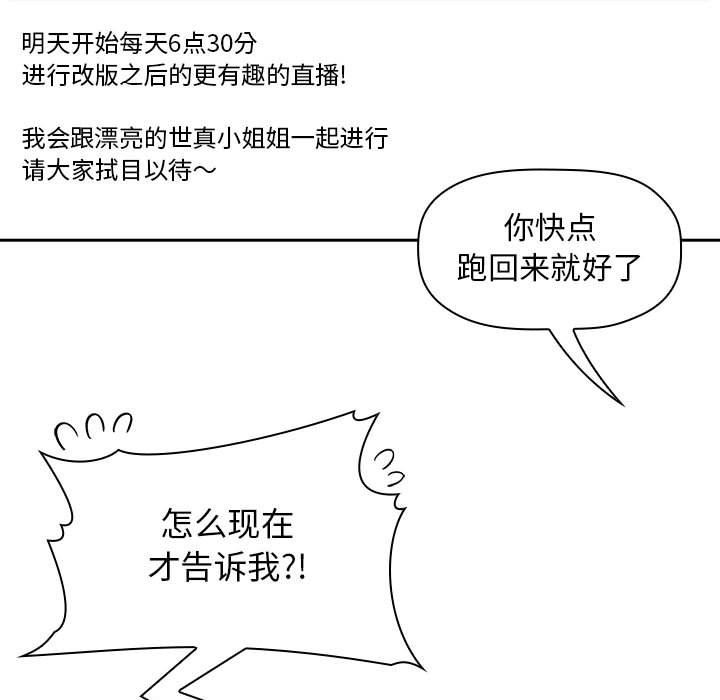 明天开始每天6点30分
进行改版之后的更有趣的直播!
我会跟漂亮的世真小姐姐一起进行
请大家拭目以待～
你快点
跑回来就好了
怎么现在
才告诉我?!